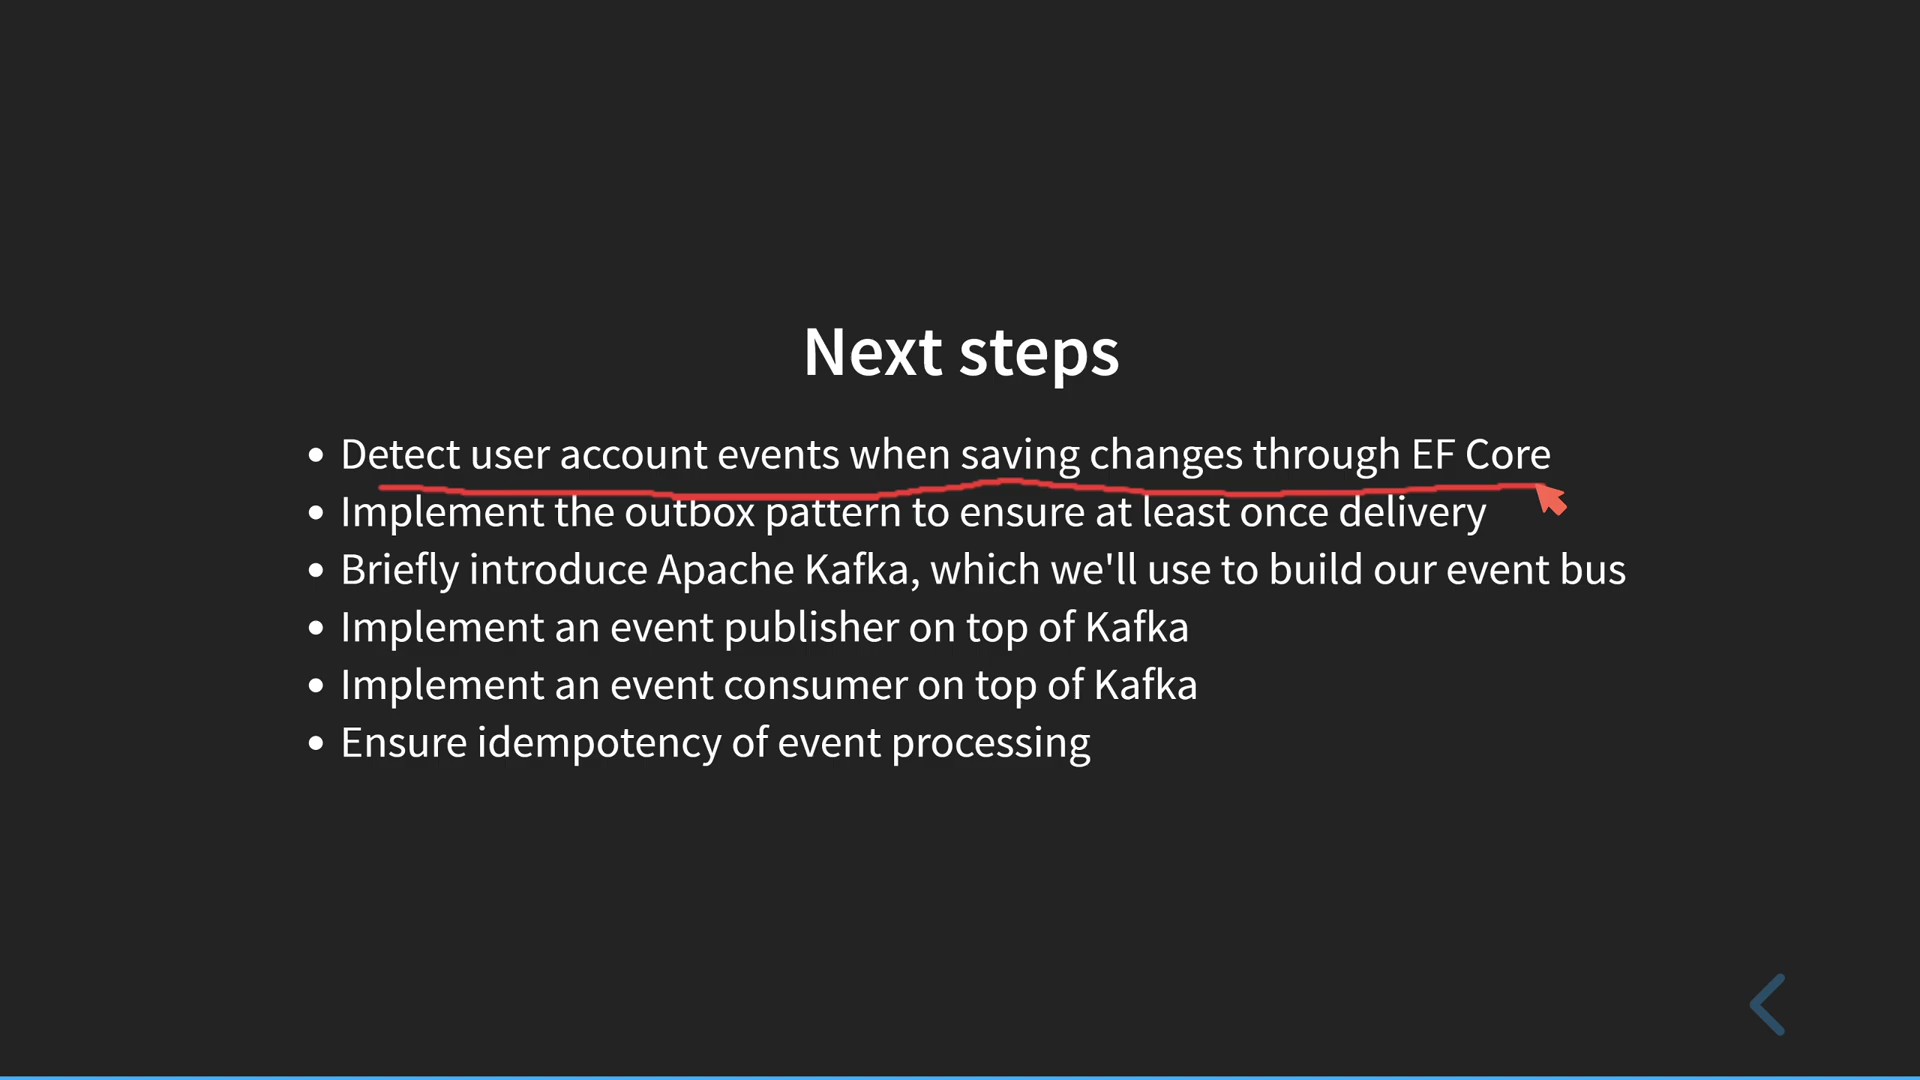 Next steps
Detect user account events when saving changes through EF Core
Implement the outbox pattern to ensure at least once delivery
Briefly introduce Apache Kafka, which we'll use to build our event bus
Implement an event publisher on top of Kafka
Implement an event consumer on top of Kafka
Ensure idempotency of event processing